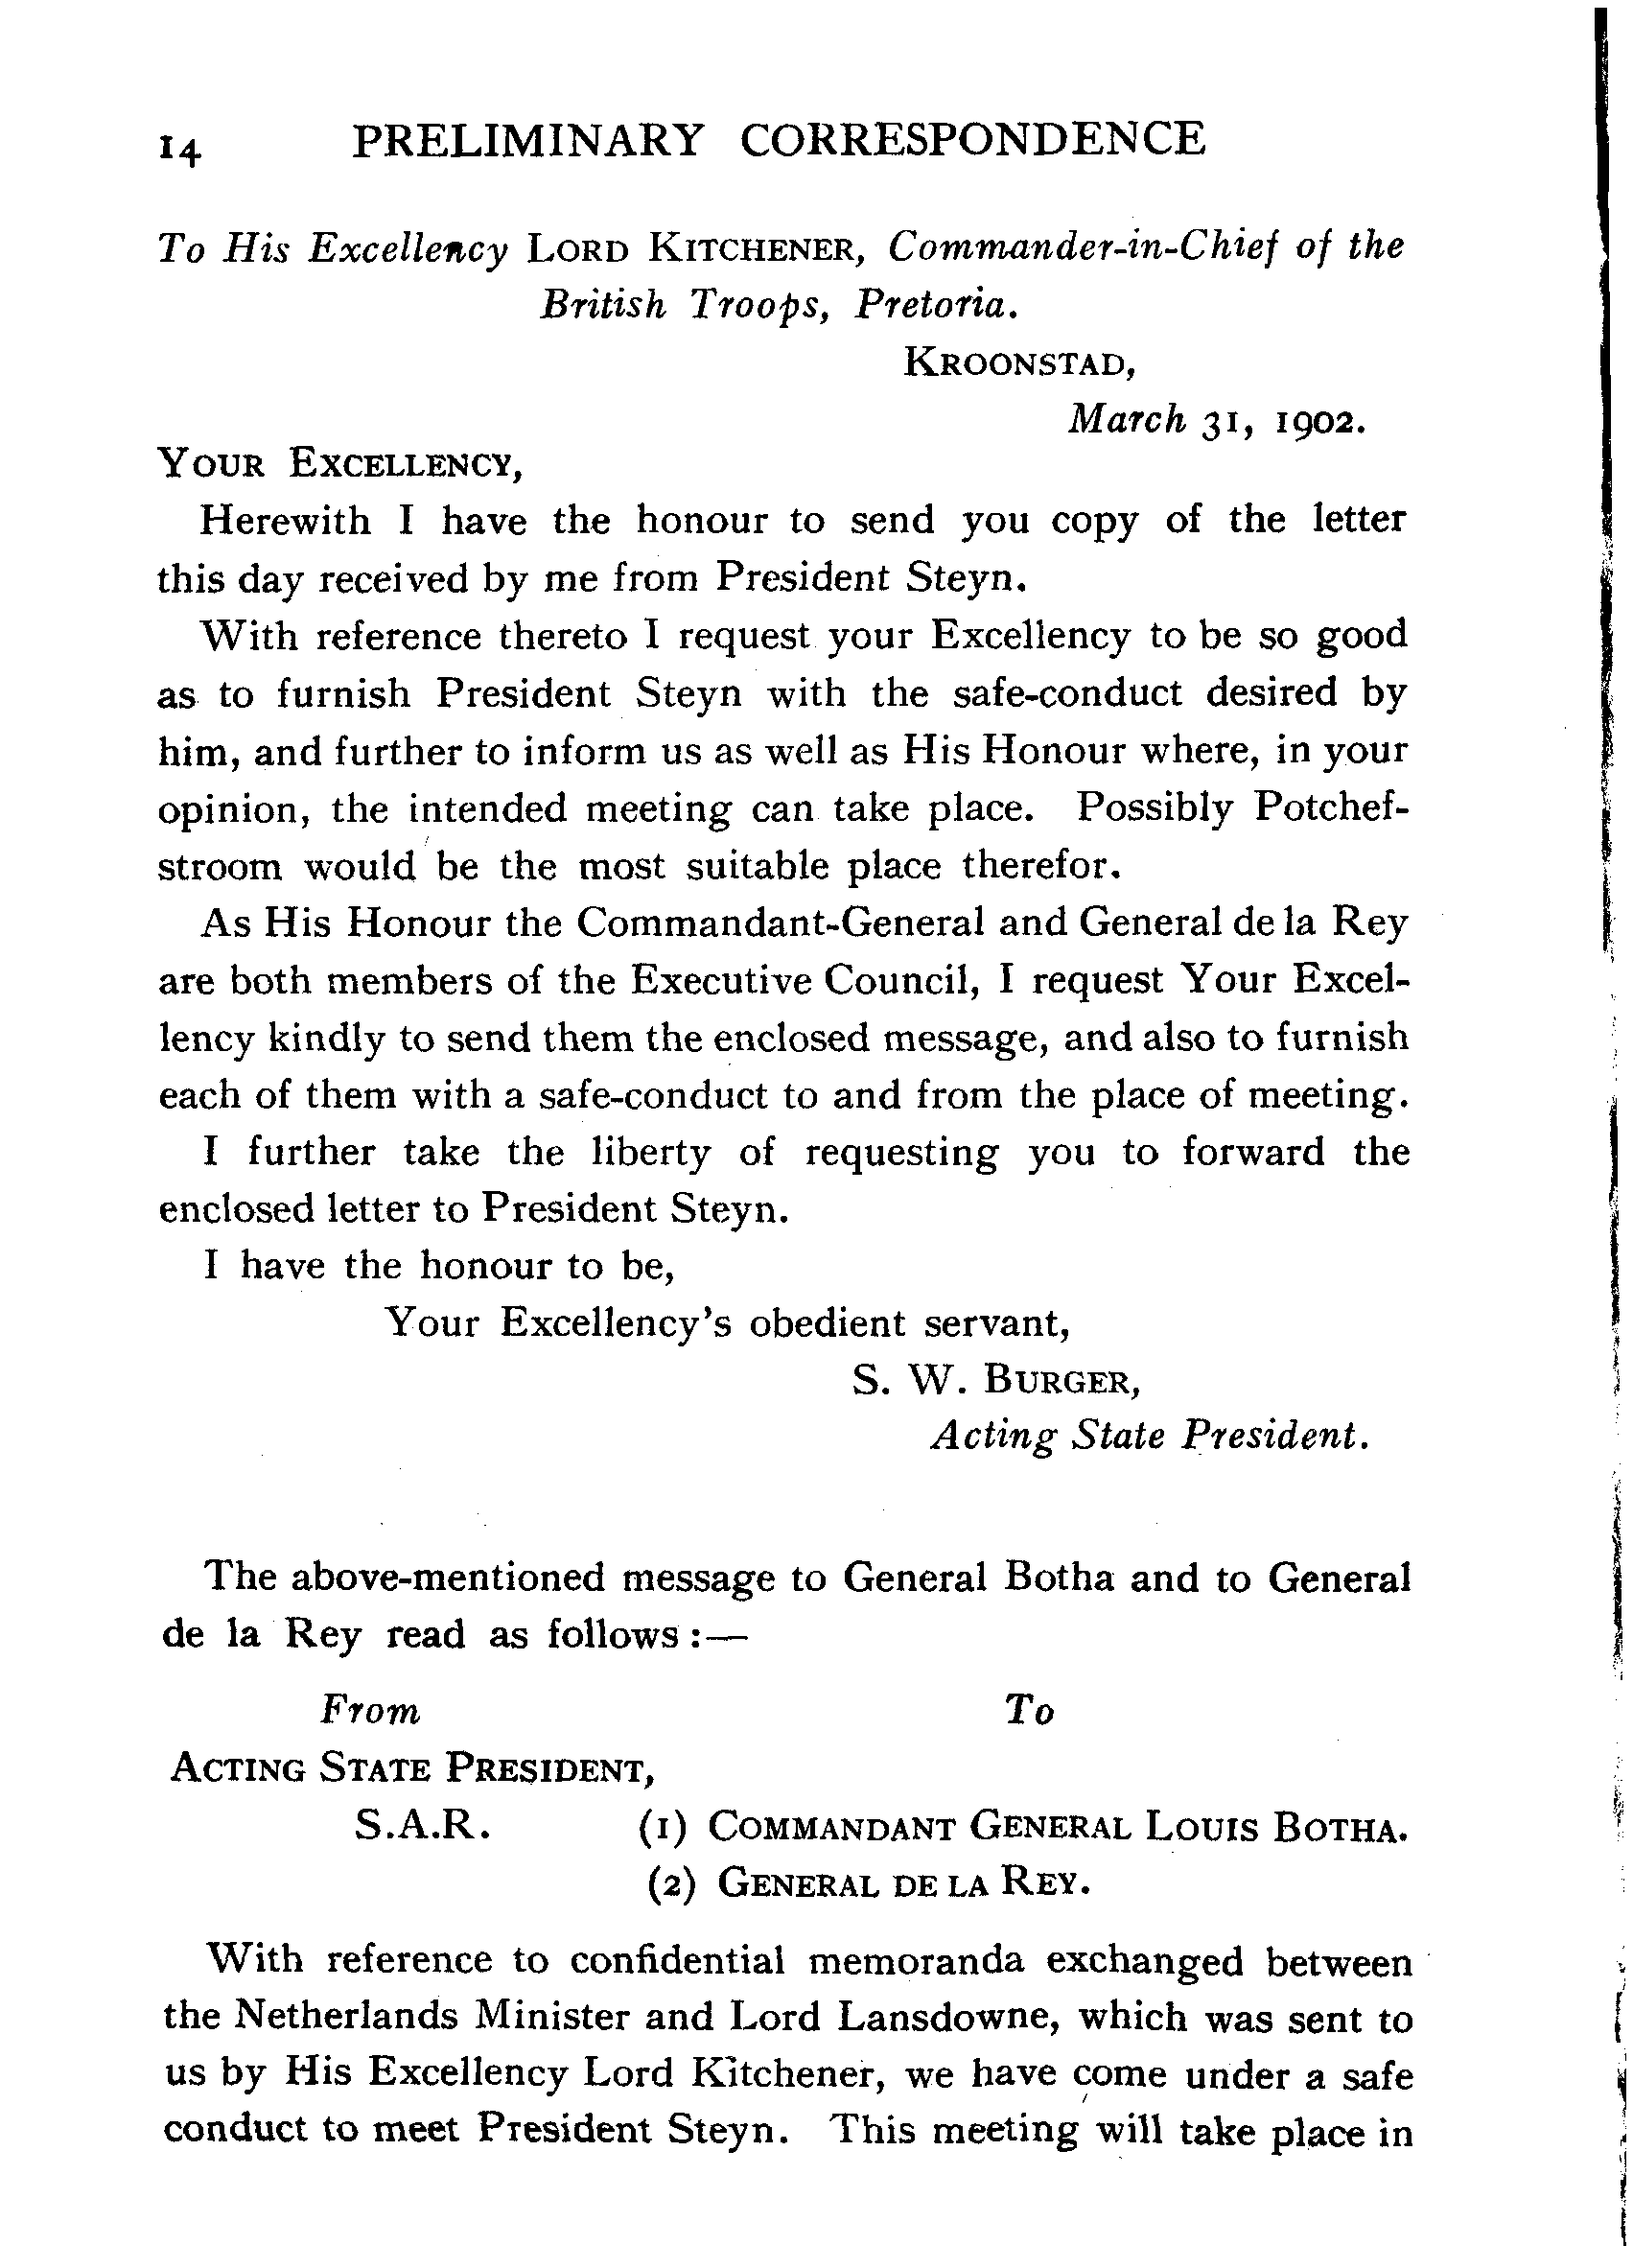 14 PRELIMINARY CORRESPONDENCE
To His Excellency LORD KITCHENER, Commander-in-Chief of the
British Troops, Pretoria.
KROONSTAD,
March 31, 1902.
YOUR EXCELLENCY,
Herewith I have the honour to send you copy of the letter
this day received by me from President Steyn.
With reference thereto I request your Excellency to be so good
as to furnish President Steyn with the safe-conduct desired by
him, and further to inform us as well as His Honour where, in your
opinion, the intended meeting can take place. Possibly Potchef-
stroom would be the most suitable place therefor.
As His Honour the Commandant-General and General de la Rey
are both members of the Executive Council, I request Your Excel-
lency kindly to send them the enclosed message, and also to furnish
each of them with a safe-conduct to and from the place of meeting.
I further take the liberty of requesting you to forward the
enclosed letter to President Steyn.
I have the honour to be,
Your Excellency's obedient servant,
S. W. BURGER,
Acting State President.
The above-mentioned message to General Botha and to General
de la Rey read as follows :—
From To
ACTING STATE PRESIDENT,
S.A.R. (1) COMMANDANT GENERAL LOUIS BOTHA.
(2) GENERAL DE LA REY.
With reference to confidential memoranda exchanged between
the Netherlands Minister and Lord Lansdowne, which was sent to
us by His Excellency Lord Kitchener, we have come under a safe
conduct to meet President Steyn. This meeting will take place in